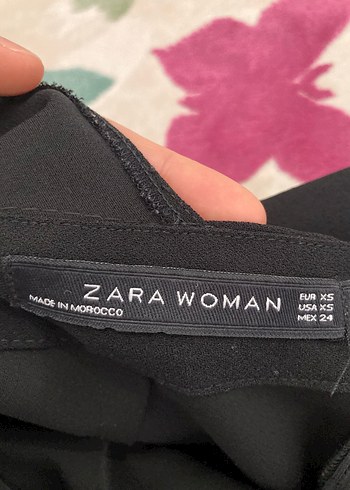 ZARA WOMAN
MADE IN MOROCCO
EUR XS
USA XS
MEX 24